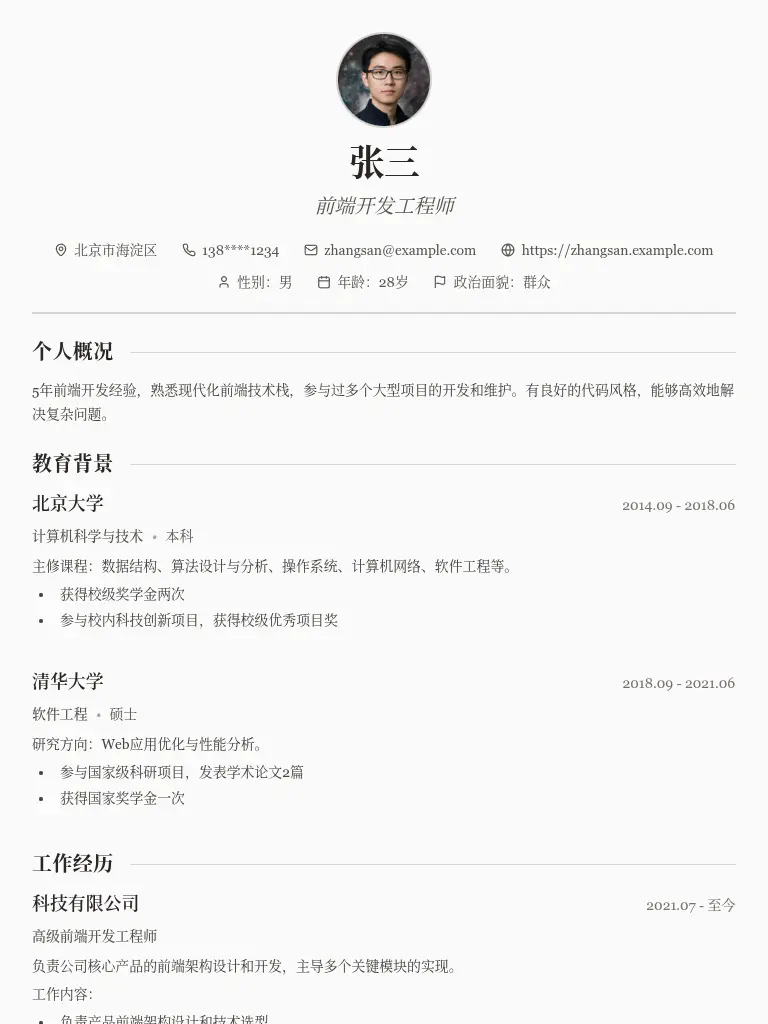 张三
前端开发工程师
北京市海淀区 138****1234 zhangsan@example.com https://zhangsan.example.com
性别：男 年龄：28岁 政治面貌：群众
个人概况
5年前端开发经验，熟悉现代化前端技术栈，参与过多个大型项目的开发和维护。有良好的代码风格，能够高效地解
决复杂问题。
教育背景
北京大学 2014.09 - 2018.06
计算机科学与技术 • 本科
主修课程：数据结构、算法设计与分析、操作系统、计算机网络、软件工程等。
• 获得校级奖学金两次
• 参与校内科技创新项目，获得校级优秀项目奖
清华大学 2018.09 - 2021.06
软件工程 • 硕士
研究方向：Web应用优化与性能分析。
• 参与国家级科研项目，发表学术论文2篇
• 获得国家奖学金一次
工作经历
科技有限公司 2021.07 - 至今
高级前端开发工程师
负责公司核心产品的前端架构设计和开发，主导多个关键模块的实现。
工作内容：
• 负责产品前端架构设计和技术选型